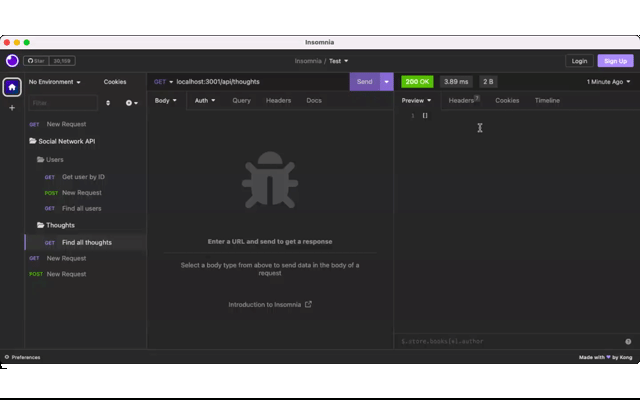 Insomnia
Star 30,159
Insomnia / Test
Login
Sign Up
No Environment
Cookies
GET localhost:3001/api/thoughts
Send
200 OK
3.89 ms
2 B
1 Minute Ago
Filter
Body
Auth
Query
Headers
Docs
Preview
Headers 7
Cookies
Timeline
1 []
GET New Request
Social Network API
Users
GET Get user by ID
POST New Request
GET Find all users
Thoughts
GET Find all thoughts
GET New Request
POST New Request
Enter a URL and send to get a response
Select a body type from above to send data in the body of a
request
Introduction to Insomnia
$.store.books[*].author
Preferences
Made with ♥ by Kong